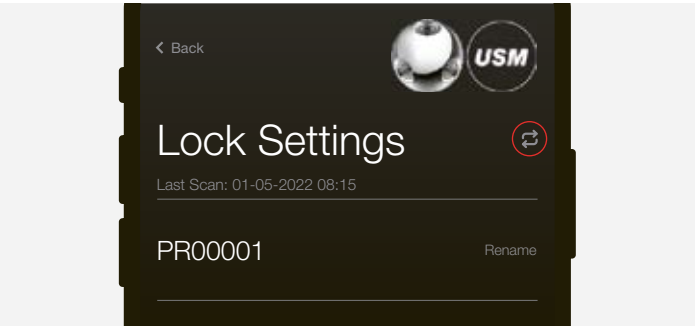 Back
USM
Lock Settings
Last Scan: 01-05-2022 08:15
PR00001
Rename